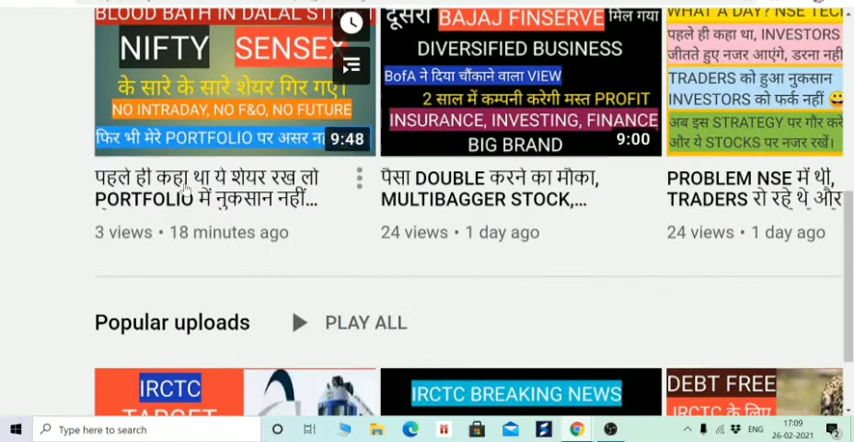 BLOOD BATH IN DALAL
NIFTY SENSEX
के सारे के सारे शेयर गिर गए।
NO INTRADAY, NO F&O, NO FUTURE
फिर भी मेरे PORTFOLIO पर असर
9:48
पहले ही कहा था ये शेयर रख लो
PORTFOLIO में नुकसान नहीं...
3 views • 18 minutes ago
दूसरा BAJAJ FINSERVE मिल गया
DIVERSIFIED BUSINESS
BofA ने दिया चौंकाने वाला VIEW
2 साल में कम्पनी करेगी मस्त PROFIT
INSURANCE, INVESTING, FINANCE
BIG BRAND
9:00
पैसा DOUBLE करने का मौका,
MULTIBAGGER STOCK,...
24 views • 1 day ago
WHAT A DAY? NSE
पहले ही कहा था, INVESTORS
जीतते हुए नजर आएंगे, डरना नही
TRADERS को हुआ नुकसान
INVESTORS को फर्क नहीं
अब इस STRATEGY पर गौर करे
और ये STOCKS पर नजर रखें।
PROBLEM NSE में थी,
TRADERS रो रहे थे और
24 views • 1 day ago
Popular uploads PLAY ALL
IRCTC
TARGET
IRCTC BREAKING NEWS
DEBT FREE
IRCTC के लिए
Type here to search
ENG
17:09
26-02-2021
2